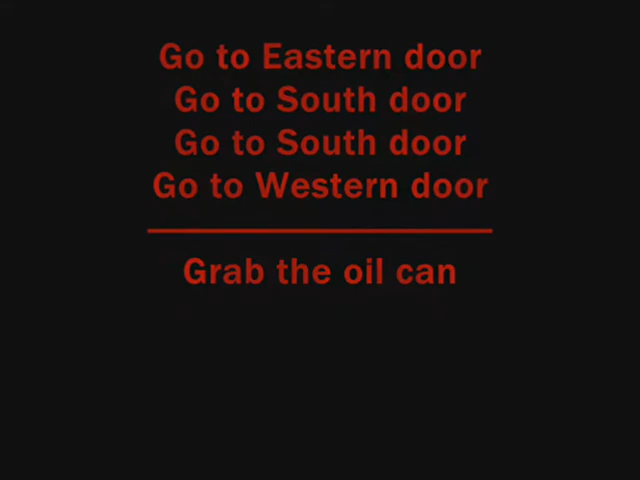 Go to Eastern door
Go to South door
Go to South door
Go to Western door
Grab the oil can